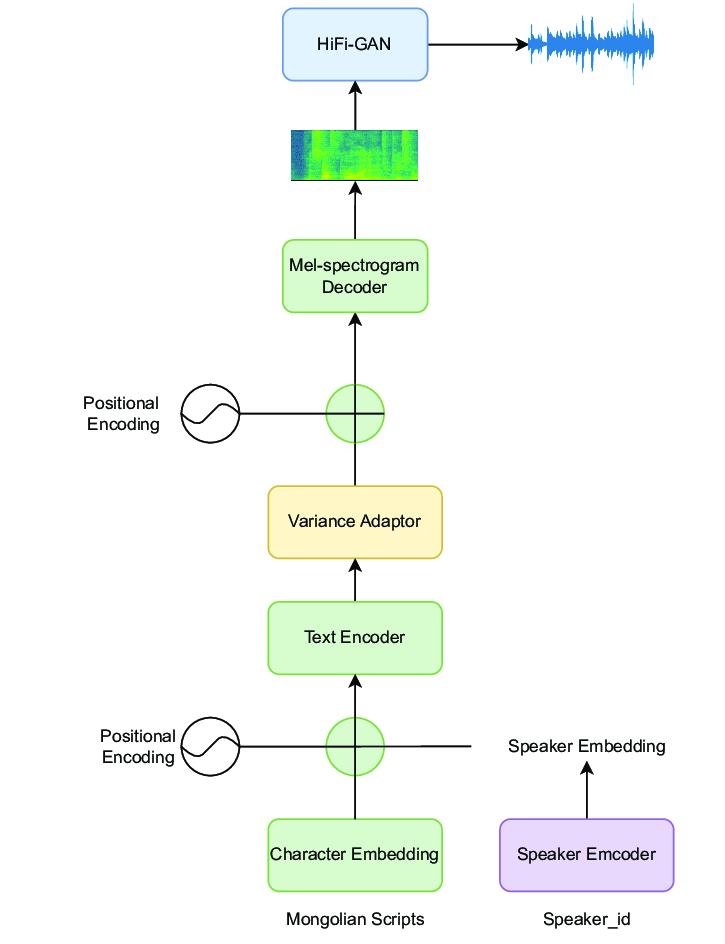 HiFi-GAN
Mel-spectrogram
Decoder
Positional
Encoding
Variance Adaptor
Text Encoder
Positional
Encoding
Speaker Embedding
Character Embedding
Speaker Emcoder
Mongolian Scripts
Speaker_id